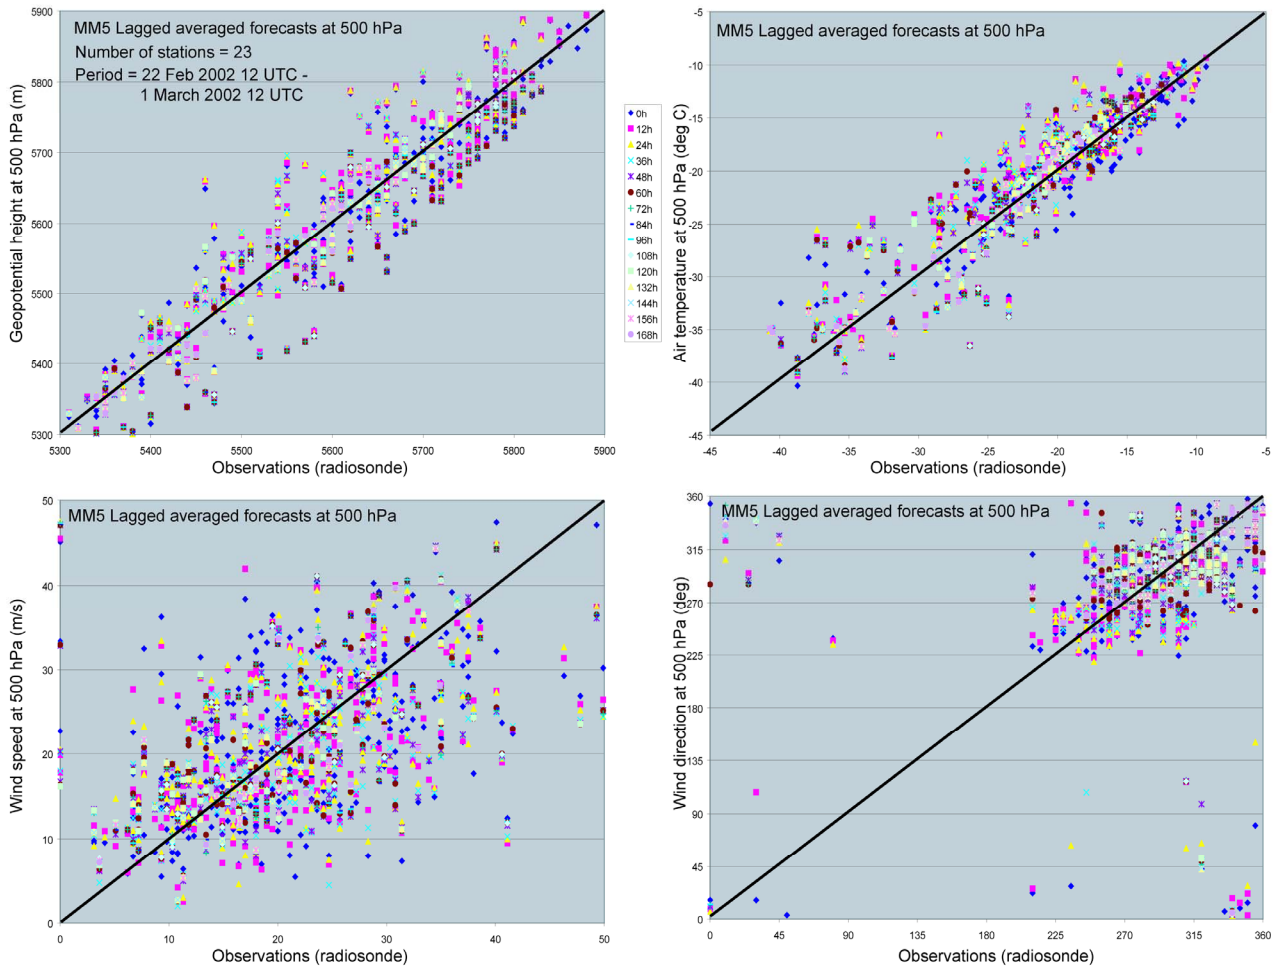 MM5 Lagged averaged forecasts at 500 hPa
Number of stations = 23
Period = 22 Feb 2002 12 UTC -
1 March 2002 12 UTC
Geopotential height at 500 hPa (m)
5900
5800
5700
5600
5500
5400
5300
5300 5400 5500 5600 5700 5800 5900
Observations (radiosonde)
0h
12h
24h
36h
48h
60h
72h
84h
96h
108h
120h
132h
144h
156h
168h
MM5 Lagged averaged forecasts at 500 hPa
Air temperature at 500 hPa (deg C)
-5
-10
-15
-20
-25
-30
-35
-40
-45
-45 -40 -35 -30 -25 -20 -15 -10 -5
Observations (radiosonde)
MM5 Lagged averaged forecasts at 500 hPa
Wind speed at 500 hPa (m/s)
50
40
30
20
10
0
0 10 20 30 40 50
Observations (radiosonde)
MM5 Lagged averaged forecasts at 500 hPa
Wind direction at 500 hPa (deg)
360
315
270
225
180
135
90
45
0
0 45 90 135 180 225 270 315 360
Observations (radiosonde)